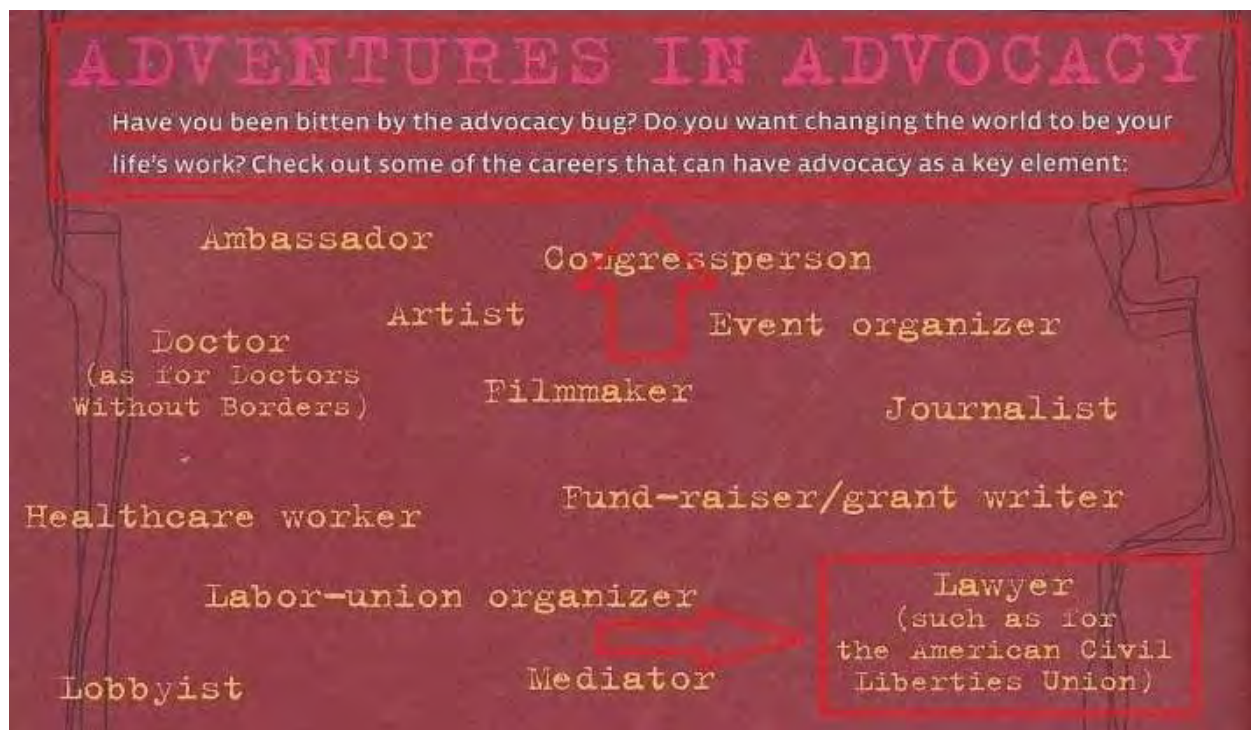 ADVENTURES IN ADVOCACY
Have you been bitten by the advocacy bug? Do you want changing the world to be your
life's work? Check out some of the careers that can have advocacy as a key element:
Ambassador
Congressperson
Artist
Event organizer
Doctor
(as for Doctors
Without Borders)
Filmmaker
Journalist
Healthcare worker
Fund-raiser/grant writer
Labor-union organizer
Lawyer
(such as for
the American Civil
Liberties Union)
Lobbyist
Mediator